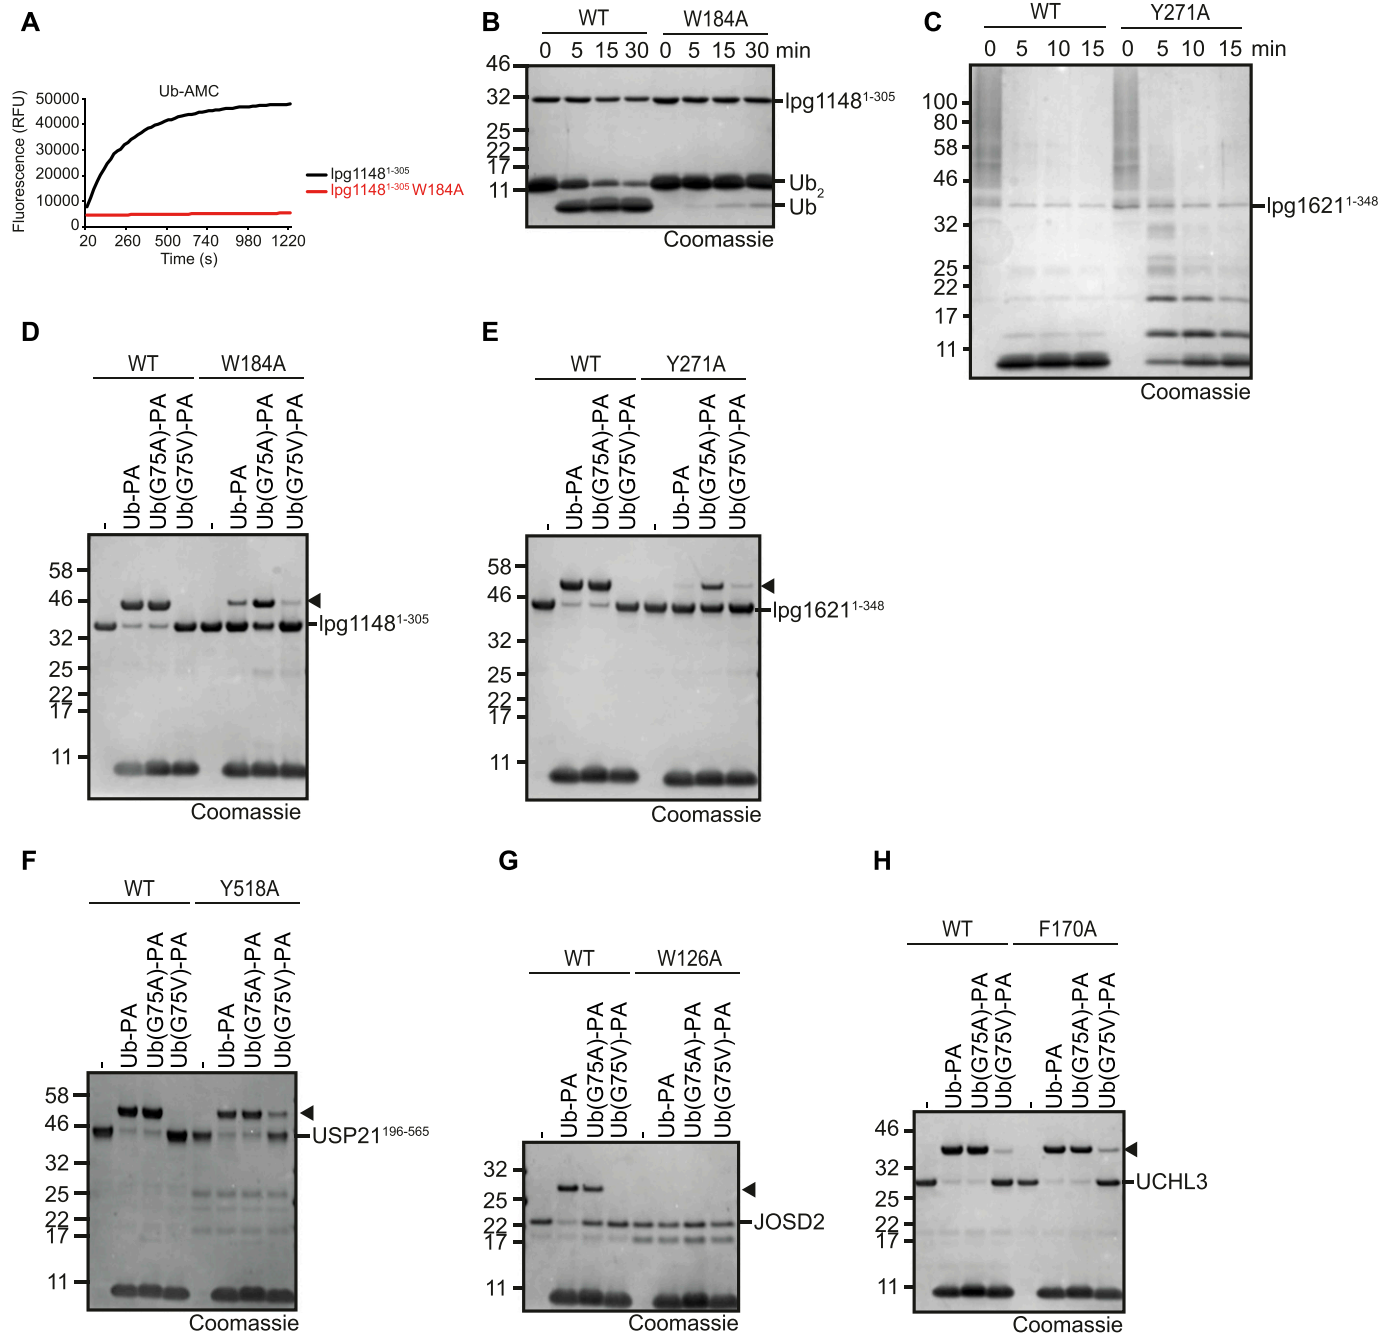 A
Ub-AMC
Fluorescence (RFU)
50000
40000
30000
20000
10000
0
20 260 500 740 980 1220
Time (s)
lpg1148¹⁻³⁰⁵
lpg1148¹⁻³⁰⁵ W184A
B
WT W184A
0 5 15 30 0 5 15 30 min
46
32
25
22
17
11
lpg1148¹⁻³⁰⁵
Ub₂
Ub
Coomassie
C
WT Y271A
0 5 10 15 0 5 10 15 min
100
80
58
46
32
25
22
17
11
lpg1621¹⁻³⁴⁸
Coomassie
D
WT W184A
- Ub-PA Ub(G75A)-PA Ub(G75V)-PA - Ub-PA Ub(G75A)-PA Ub(G75V)-PA
58
46
32
25
22
17
11
lpg1148¹⁻³⁰⁵
Coomassie
E
WT Y271A
- Ub-PA Ub(G75A)-PA Ub(G75V)-PA - Ub-PA Ub(G75A)-PA Ub(G75V)-PA
58
46
32
25
22
17
11
lpg1621¹⁻³⁴⁸
Coomassie
F
WT Y518A
- Ub-PA Ub(G75A)-PA Ub(G75V)-PA - Ub-PA Ub(G75A)-PA Ub(G75V)-PA
58
46
32
25
22
17
11
USP21¹⁹⁶⁻⁵⁶⁵
Coomassie
G
WT W126A
- Ub-PA Ub(G75A)-PA Ub(G75V)-PA - Ub-PA Ub(G75A)-PA Ub(G75V)-PA
32
25
22
17
11
JOSD2
Coomassie
H
WT F170A
- Ub-PA Ub(G75A)-PA Ub(G75V)-PA - Ub-PA Ub(G75A)-PA Ub(G75V)-PA
46
32
25
22
17
11
UCHL3
Coomassie